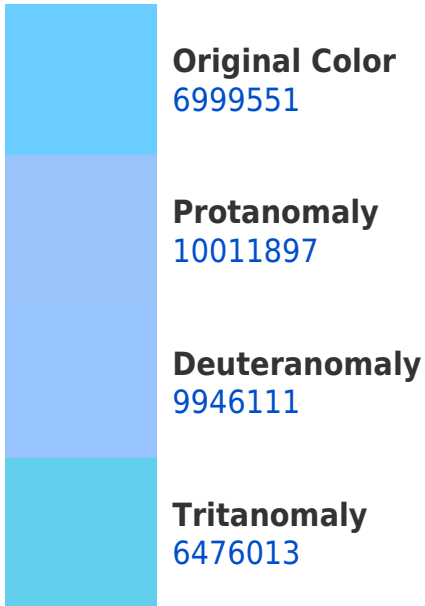 Original Color
6999551
Protanomaly
10011897
Deuteranomaly
9946111
Tritanomaly
6476013